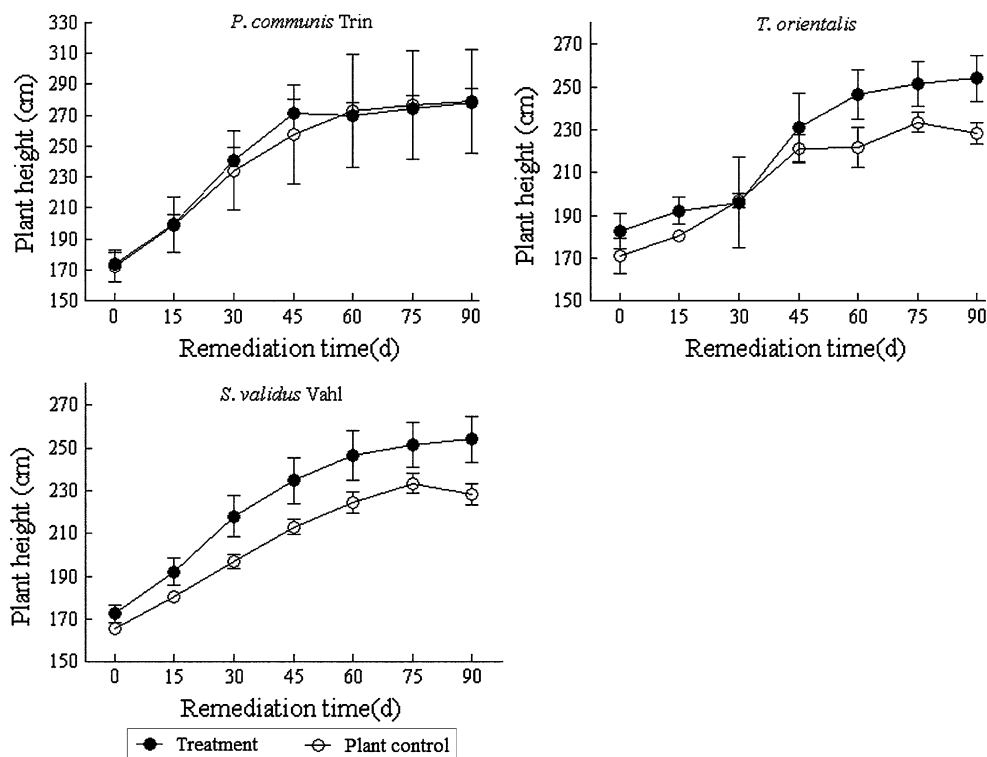 P. communis Trin
330
310
290
270
250
230
210
190
170
150
Plant height (cm)
0 15 30 45 60 75 90
Remediation time(d)
T. orientalis
270
250
230
210
190
170
150
Plant height (cm)
0 15 30 45 60 75 90
Remediation time(d)
S. validus Vahl
270
250
230
210
190
170
150
Plant height (cm)
0 15 30 45 60 75 90
Remediation time(d)
Treatment Plant control